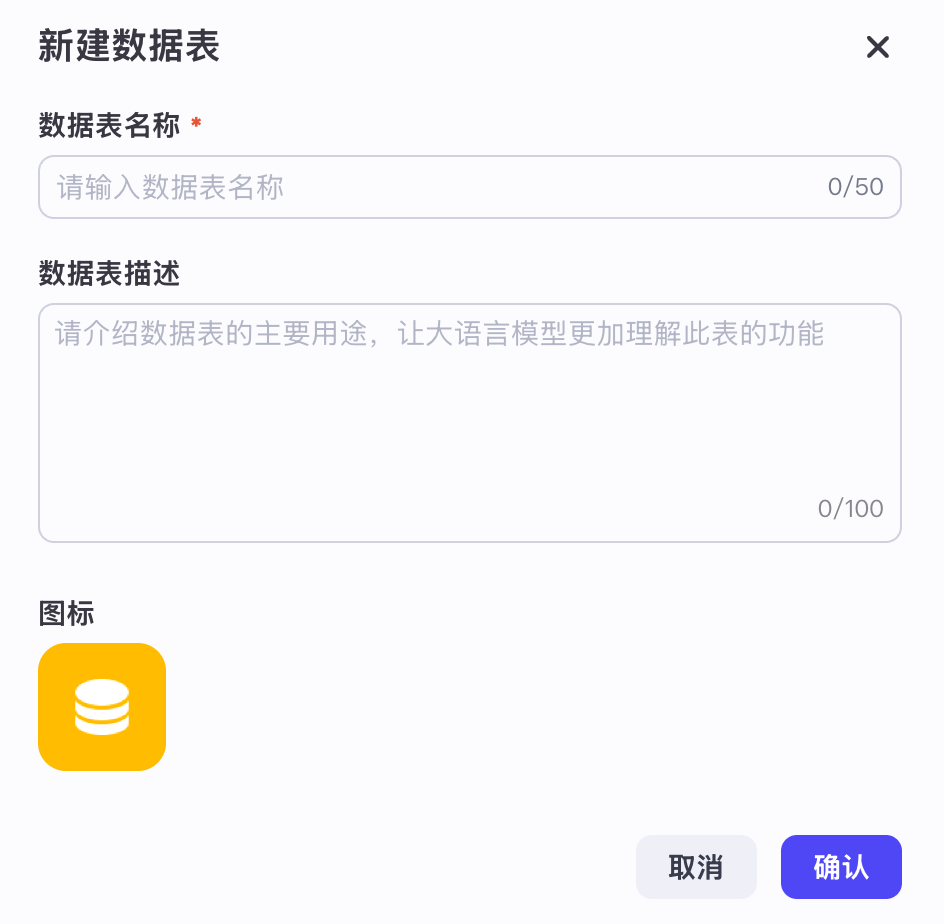 新建数据表
数据表名称 *
请输入数据表名称 0/50
数据表描述
请介绍数据表的主要用途，让大语言模型更加理解此表的功能
0/100
图标
取消 确认